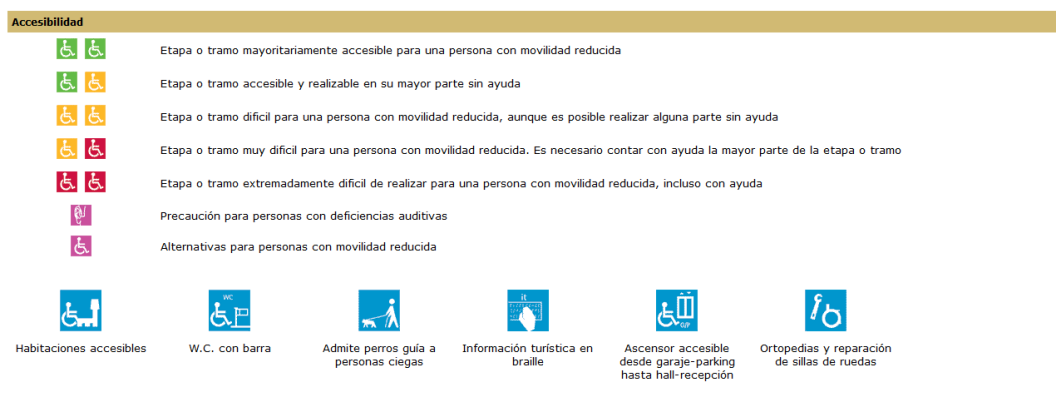 Accesibilidad
Etapa o tramo mayoritariamente accesible para una persona con movilidad reducida
Etapa o tramo accesible y realizable en su mayor parte sin ayuda
Etapa o tramo dificil para una persona con movilidad reducida, aunque es posible realizar alguna parte sin ayuda
Etapa o tramo muy dificil para una persona con movilidad reducida. Es necesario contar con ayuda la mayor parte de la etapa o tramo
Etapa o tramo extremadamente dificil de realizar para una persona con movilidad reducida, incluso con ayuda
Precaución para personas con deficiencias auditivas
Alternativas para personas con movilidad reducida
WC
it
G/P
Habitaciones accesibles
W.C. con barra
Admite perros guía a
personas ciegas
Información turística en
braille
Ascensor accesible
desde garaje-parking
hasta hall-recepción
Ortopedias y reparación
de sillas de ruedas